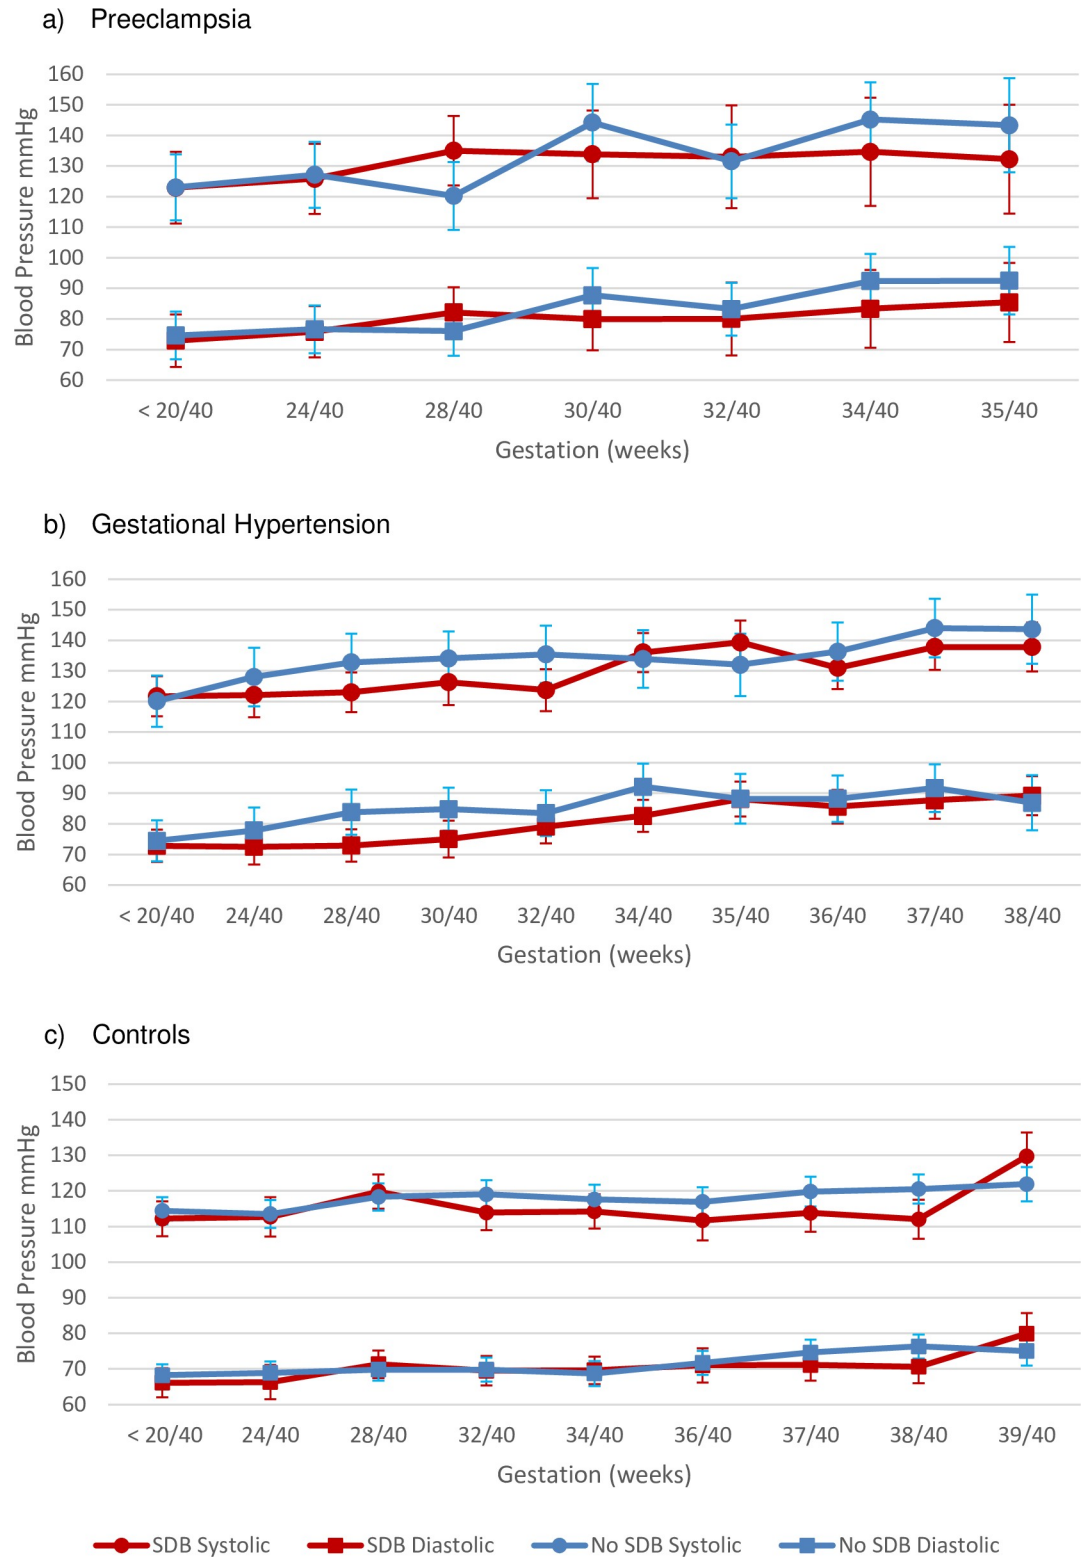 a) Preeclampsia
160
150
140
130
120
110
100
90
80
70
60
Blood Pressure mmHg
< 20/40 24/40 28/40 30/40 32/40 34/40 35/40
Gestation (weeks)
b) Gestational Hypertension
160
150
140
130
120
110
100
90
80
70
60
Blood Pressure mmHg
< 20/40 24/40 28/40 30/40 32/40 34/40 35/40 36/40 37/40 38/40
Gestation (weeks)
c) Controls
150
140
130
120
110
100
90
80
70
60
Blood Pressure mmHg
< 20/40 24/40 28/40 32/40 34/40 36/40 37/40 38/40 39/40
Gestation (weeks)
SDB Systolic SDB Diastolic No SDB Systolic No SDB Diastolic